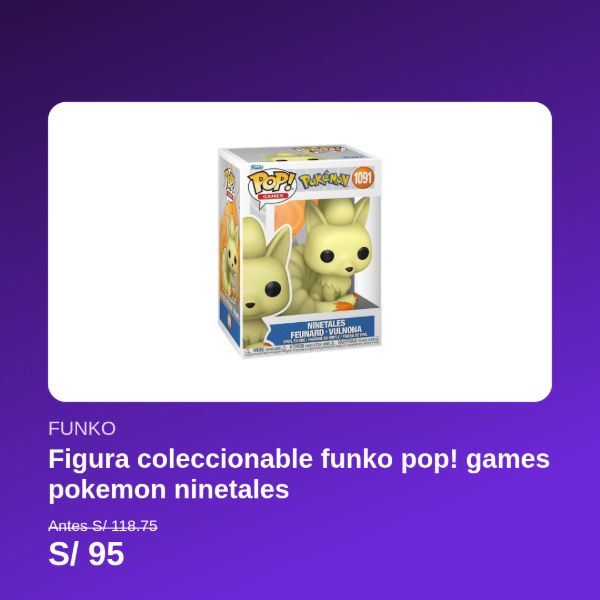 Funko
POP!
GAMES
POKÉMON
1091
NINETALES
FEUNARD · VULNONA
FUNKO
Figura coleccionable funko pop! games
pokemon ninetales
Antes S/ 118.75
S/ 95